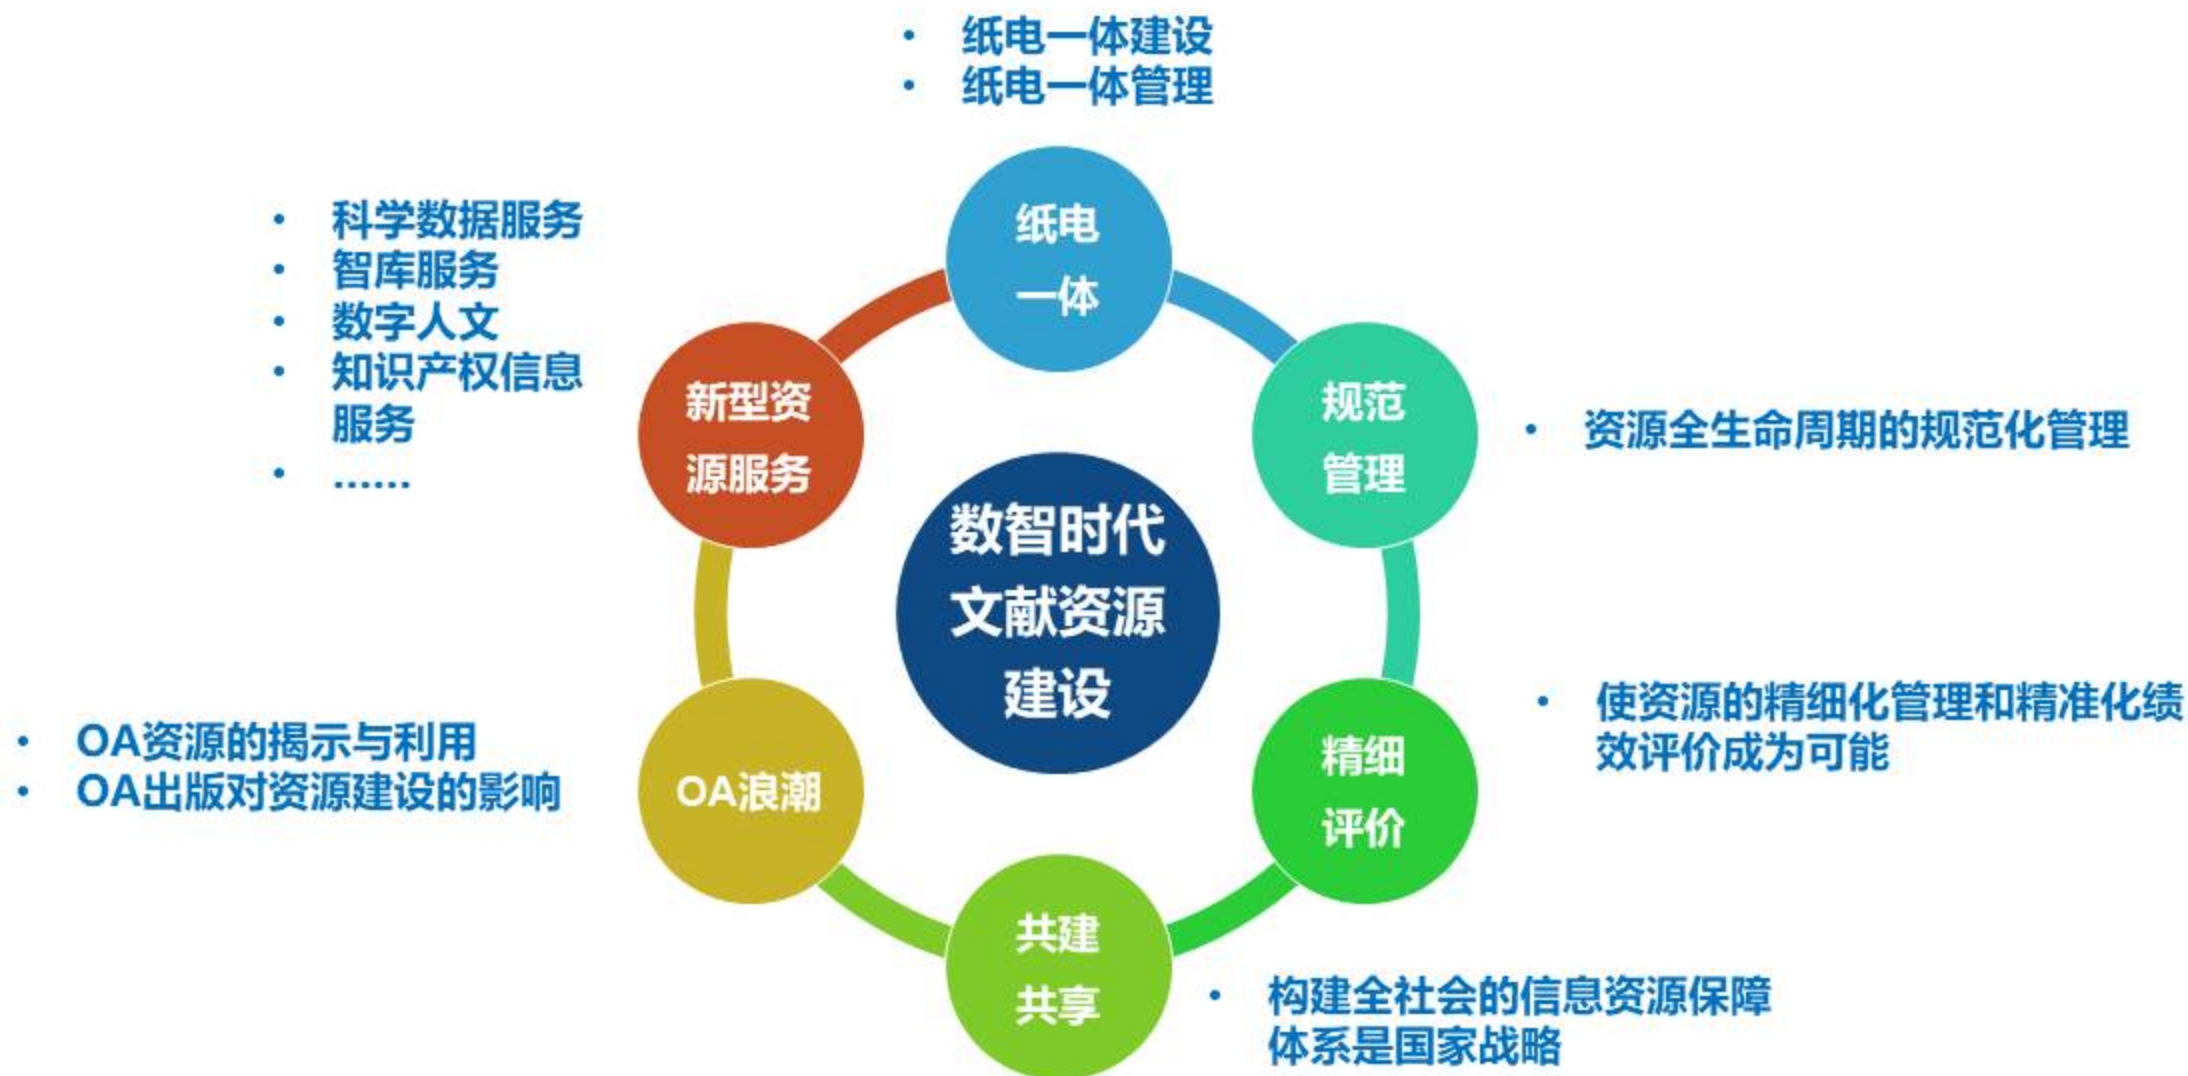 • 纸电一体建设
• 纸电一体管理
纸电
一体
• 科学数据服务
• 智库服务
• 数字人文
• 知识产权信息
服务
• ……
新型资
源服务
规范
管理
• 资源全生命周期的规范化管理
数智时代
文献资源
建设
• OA资源的揭示与利用
• OA出版对资源建设的影响
OA浪潮
精细
评价
• 使资源的精细化管理和精准化绩
效评价成为可能
共建
共享
• 构建全社会的信息资源保障
体系是国家战略